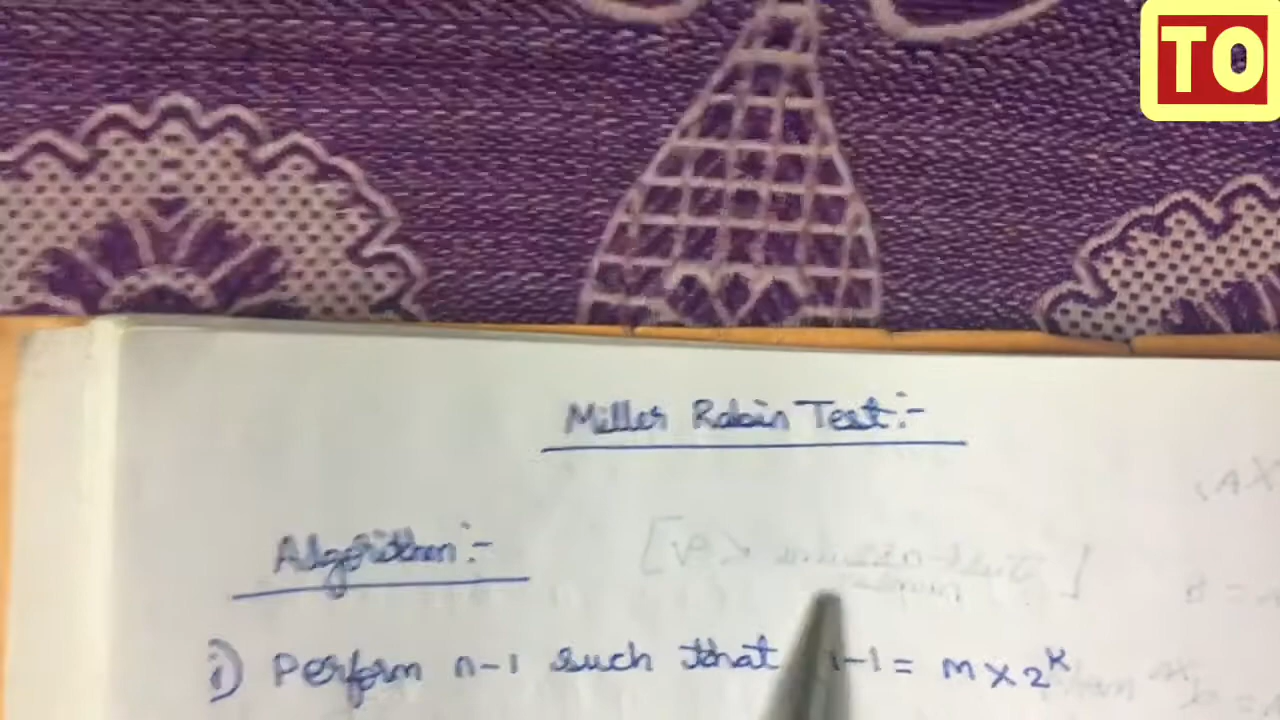 TO
Miller Rabin Test:-
Algorithm:-
i) Perform n-1 such that n-1 = m x 2^k